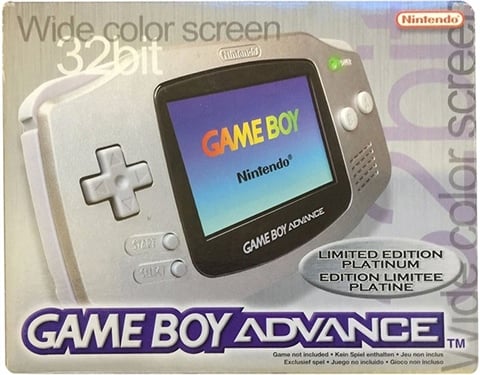 Wide color screen
32bit
Nintendo
Nintendo
POWER
GAME BOY
Nintendo®
GAME BOY ADVANCE
START
SELECT
LIMITED EDITION
PLATINUM
EDITION LIMITEE
PLATINE
32bit
Wide color screen
GAME BOY ADVANCE TM
Game not included • Kein Spiel enthalten • Jeu non inclus
Exclusief spel • Juego no incluido • Gioco non incluso